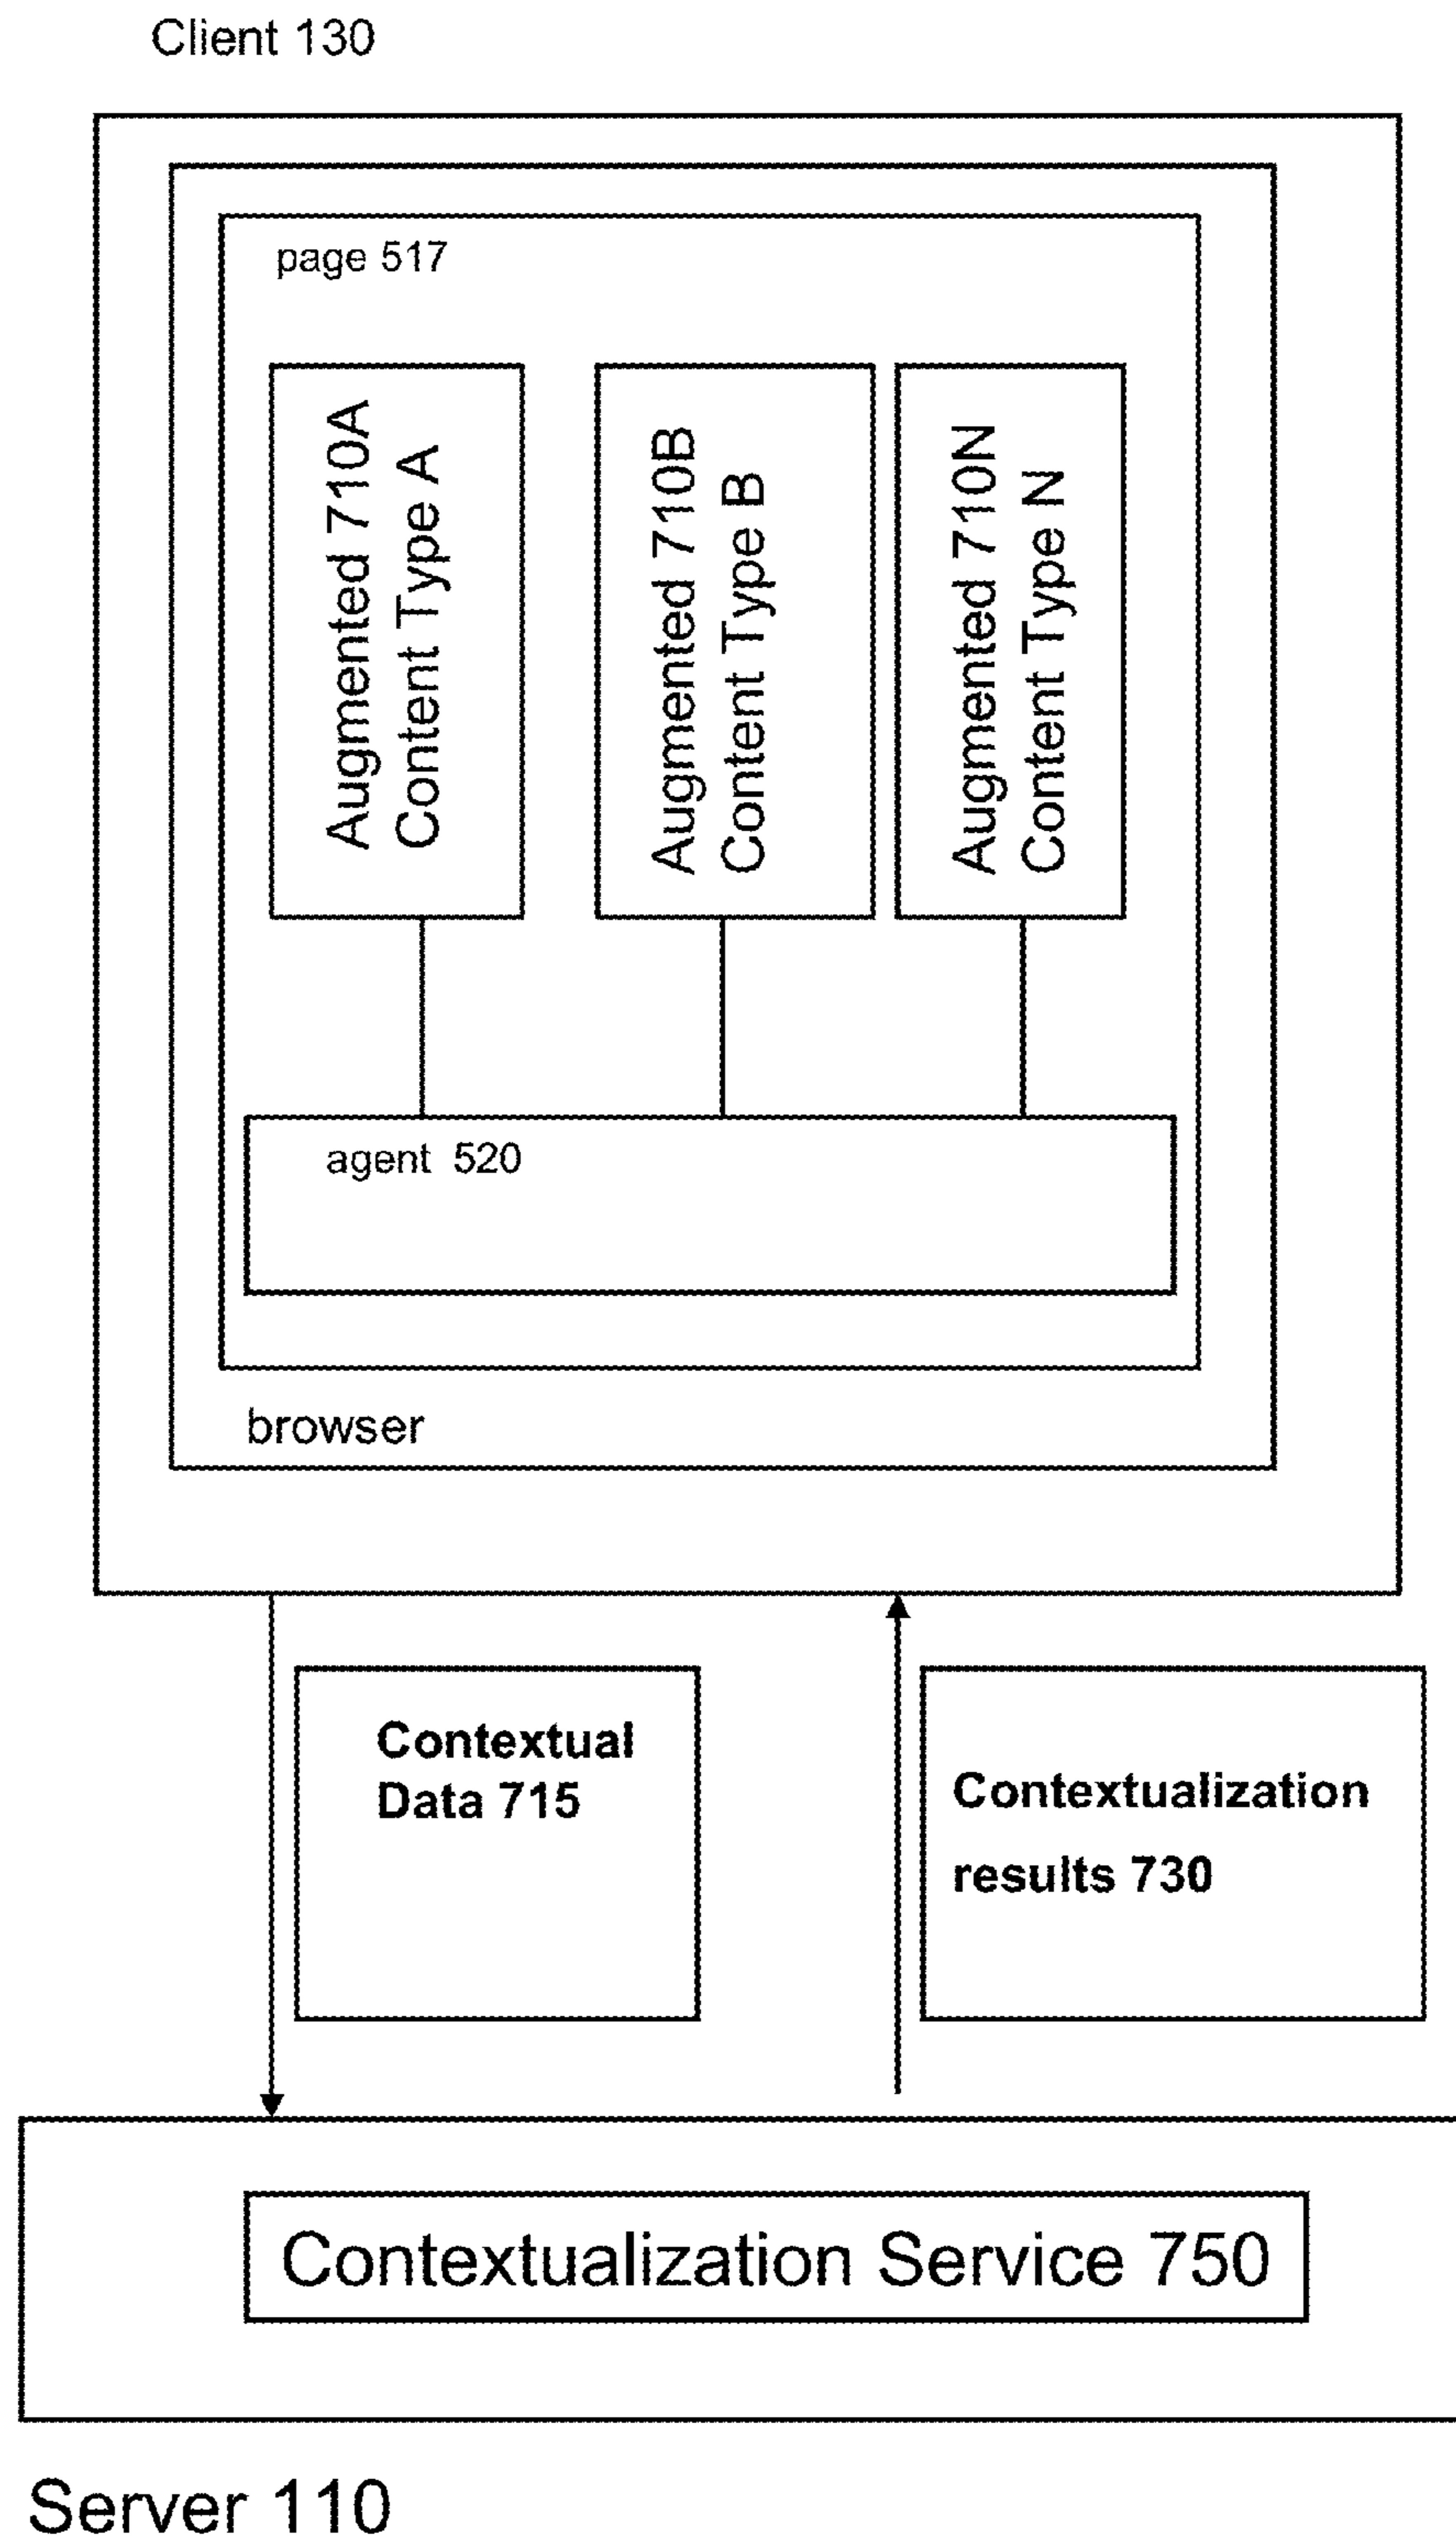 Client 130
page 517
Augmented 710A
Content Type A
Augmented 710B
Content Type B
Augmented 710N
Content Type N
agent 520
browser
Contextual
Data 715
Contextualization
results 730
Contextualization Service 750
Server 110